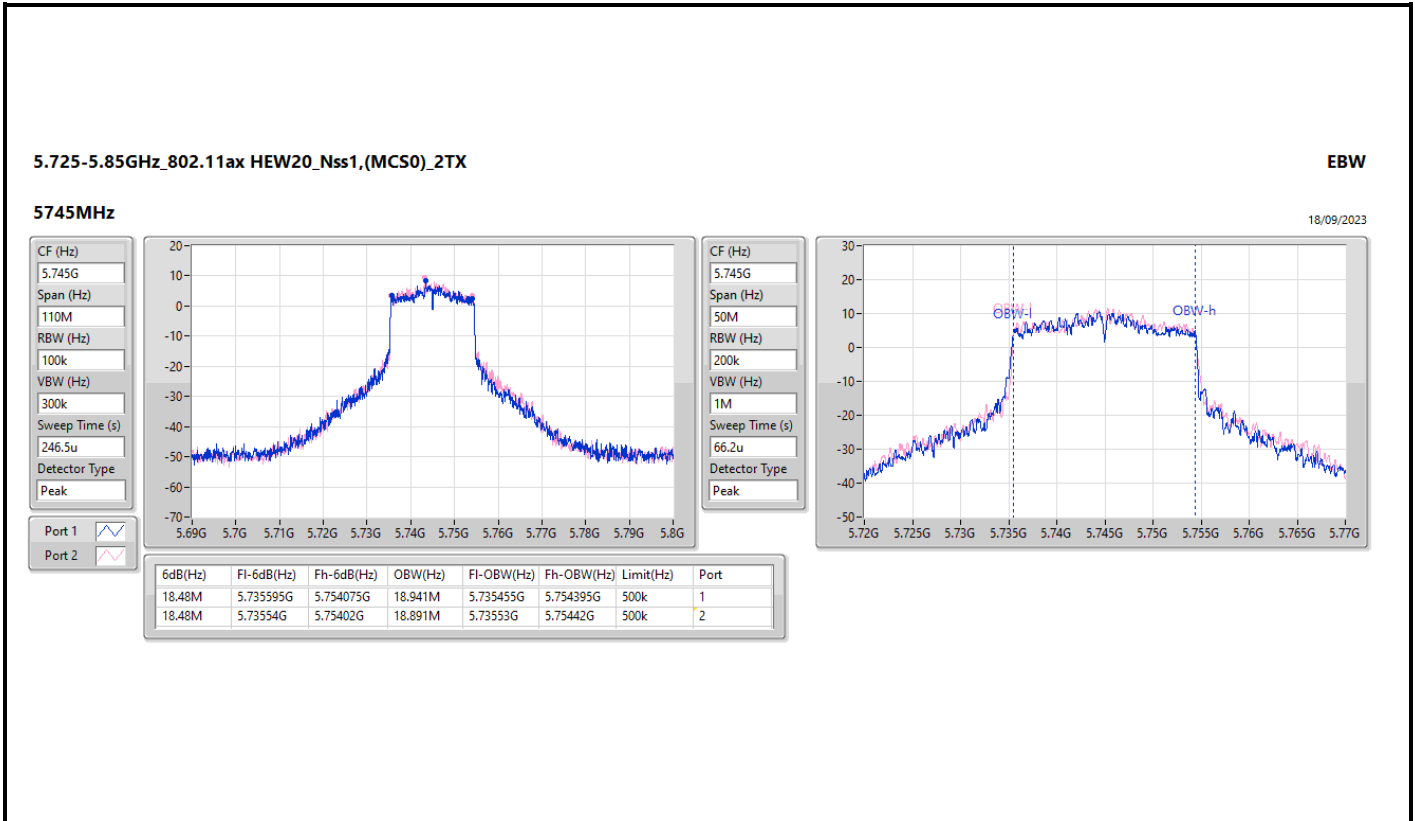 5.725-5.85GHz_802.11ax HEW20_Nss1,(MCS0)_2TX
EBW
5745MHz
18/09/2023
CF (Hz)
5.745G
Span (Hz)
110M
RBW (Hz)
100k
VBW (Hz)
300k
Sweep Time (s)
246.5u
Detector Type
Peak
Port 1
Port 2
20
10
0
-10
-20
-30
-40
-50
-60
-70
5.69G 5.7G 5.71G 5.72G 5.73G 5.74G 5.75G 5.76G 5.77G 5.78G 5.79G 5.8G
CF (Hz)
5.745G
Span (Hz)
50M
RBW (Hz)
200k
VBW (Hz)
1M
Sweep Time (s)
66.2u
Detector Type
Peak
30
20
10
0
-10
-20
-30
-40
-50
OBW-l
OBW-l
OBW-h
5.72G 5.725G 5.73G 5.735G 5.74G 5.745G 5.75G 5.755G 5.76G 5.765G 5.77G
6dB(Hz) Fl-6dB(Hz) Fh-6dB(Hz) OBW(Hz) Fl-OBW(Hz) Fh-OBW(Hz) Limit(Hz) Port
18.48M 5.735595G 5.754075G 18.941M 5.735455G 5.754395G 500k 1
18.48M 5.73554G 5.75402G 18.891M 5.73553G 5.75442G 500k 2